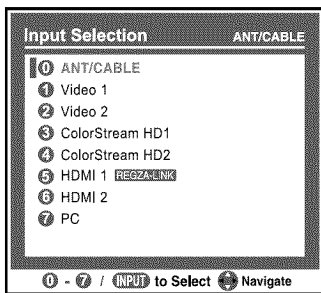 Input Selection ANT/CABLE
0 ANT/CABLE
1 Video 1
2 Video 2
3 ColorStream HD1
4 ColorStream HD2
5 HDMI 1 REGZA-LINK
6 HDMI 2
7 PC
0 - 7 / INPUT to Select Navigate